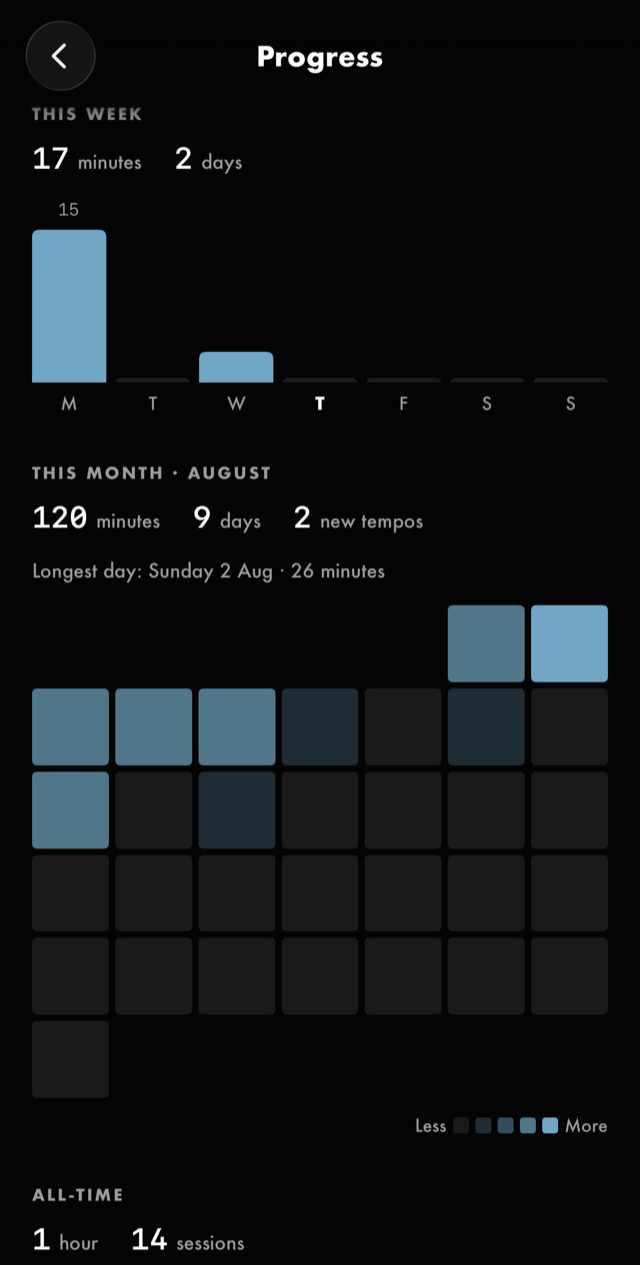 Progress
THIS WEEK
17 minutes 2 days
15
M T W T F S S
THIS MONTH · AUGUST
120 minutes 9 days 2 new tempos
Longest day: Sunday 2 Aug · 26 minutes
Less More
ALL-TIME
1 hour 14 sessions